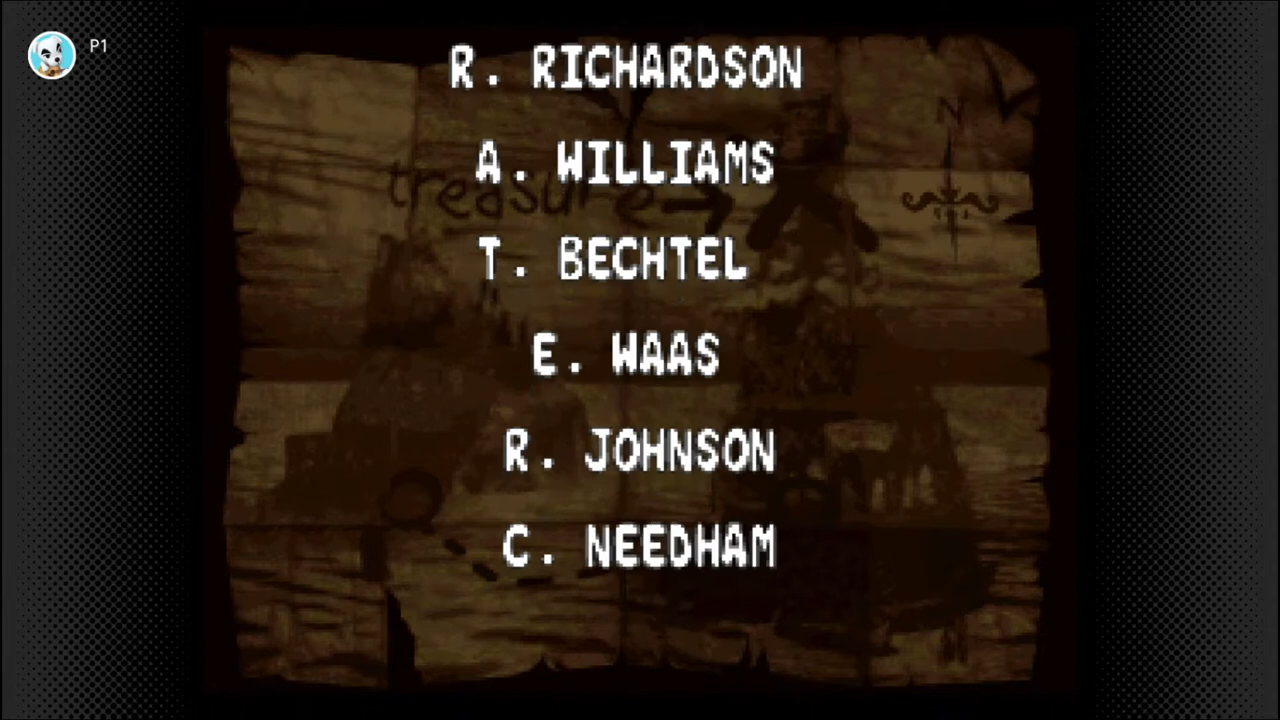 P1
R. RICHARDSON
A. WILLIAMS
treasure
N
T. BECHTEL
E. WAAS
R. JOHNSON
C. NEEDHAM